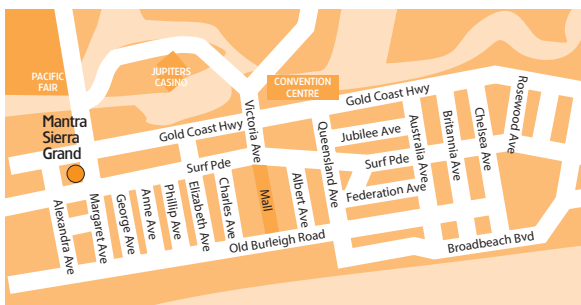 PACIFIC
FAIR
JUPITERS
CASINO
CONVENTION
CENTRE
Mantra
Sierra
Grand
Gold Coast Hwy
Gold Coast Hwy
Victoria Ave
Queensland Ave
Jubilee Ave
Australia Ave
Britannia Ave
Chelsea Ave
Rosewood Ave
Surf Pde
Surf Pde
Federation Ave
Alexandra Ave
Margaret Ave
George Ave
Anne Ave
Phillip Ave
Elizabeth Ave
Charles Ave
Mall
Albert Ave
Old Burleigh Road
Broadbeach Bvd